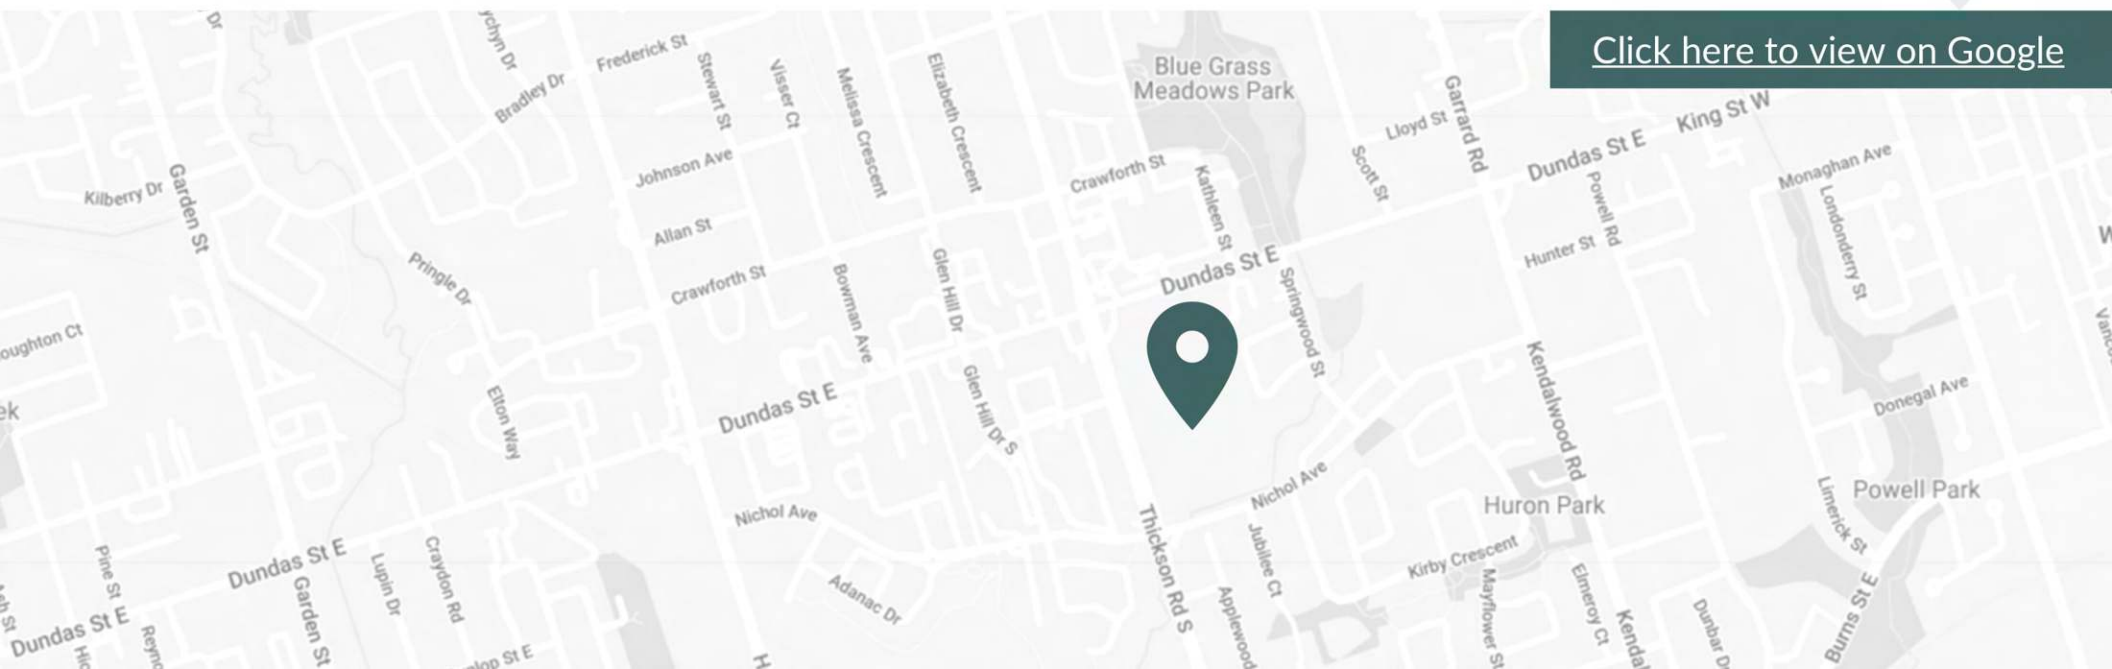 Click here to view on Google
Frederick St
Bradley Dr
Stewart St
Visser Ct
Melissa Crescent
Elizabeth Crescent
Blue Grass
Meadows Park
Garrard Rd
Lloyd St
King St W
Dundas St E
Scott St
Powell Rd
Monaghan Ave
Londonderry St
Hunter St
Kilberry Dr
Garden St
Johnson Ave
Allan St
Crawforth St
Kathleen St
Crawforth St
Pringle Dr
Bowman Ave
Glen Hill Dr
Dundas St E
Springwood St
Elton Way
Dundas St E
Glen Hill Dr S
Kendalwood Rd
Donegal Ave
Nichol Ave
Nichol Ave
Thickson Rd S
Jubilee Ct
Huron Park
Powell Park
Limerick St
Kirby Crescent
Mayflower St
Elmeroy Ct
Burns St E
Pine St
Dundas St E
Garden St
Lupin Dr
Craydon Rd
Adanac Dr
Applewood
Dundas St E